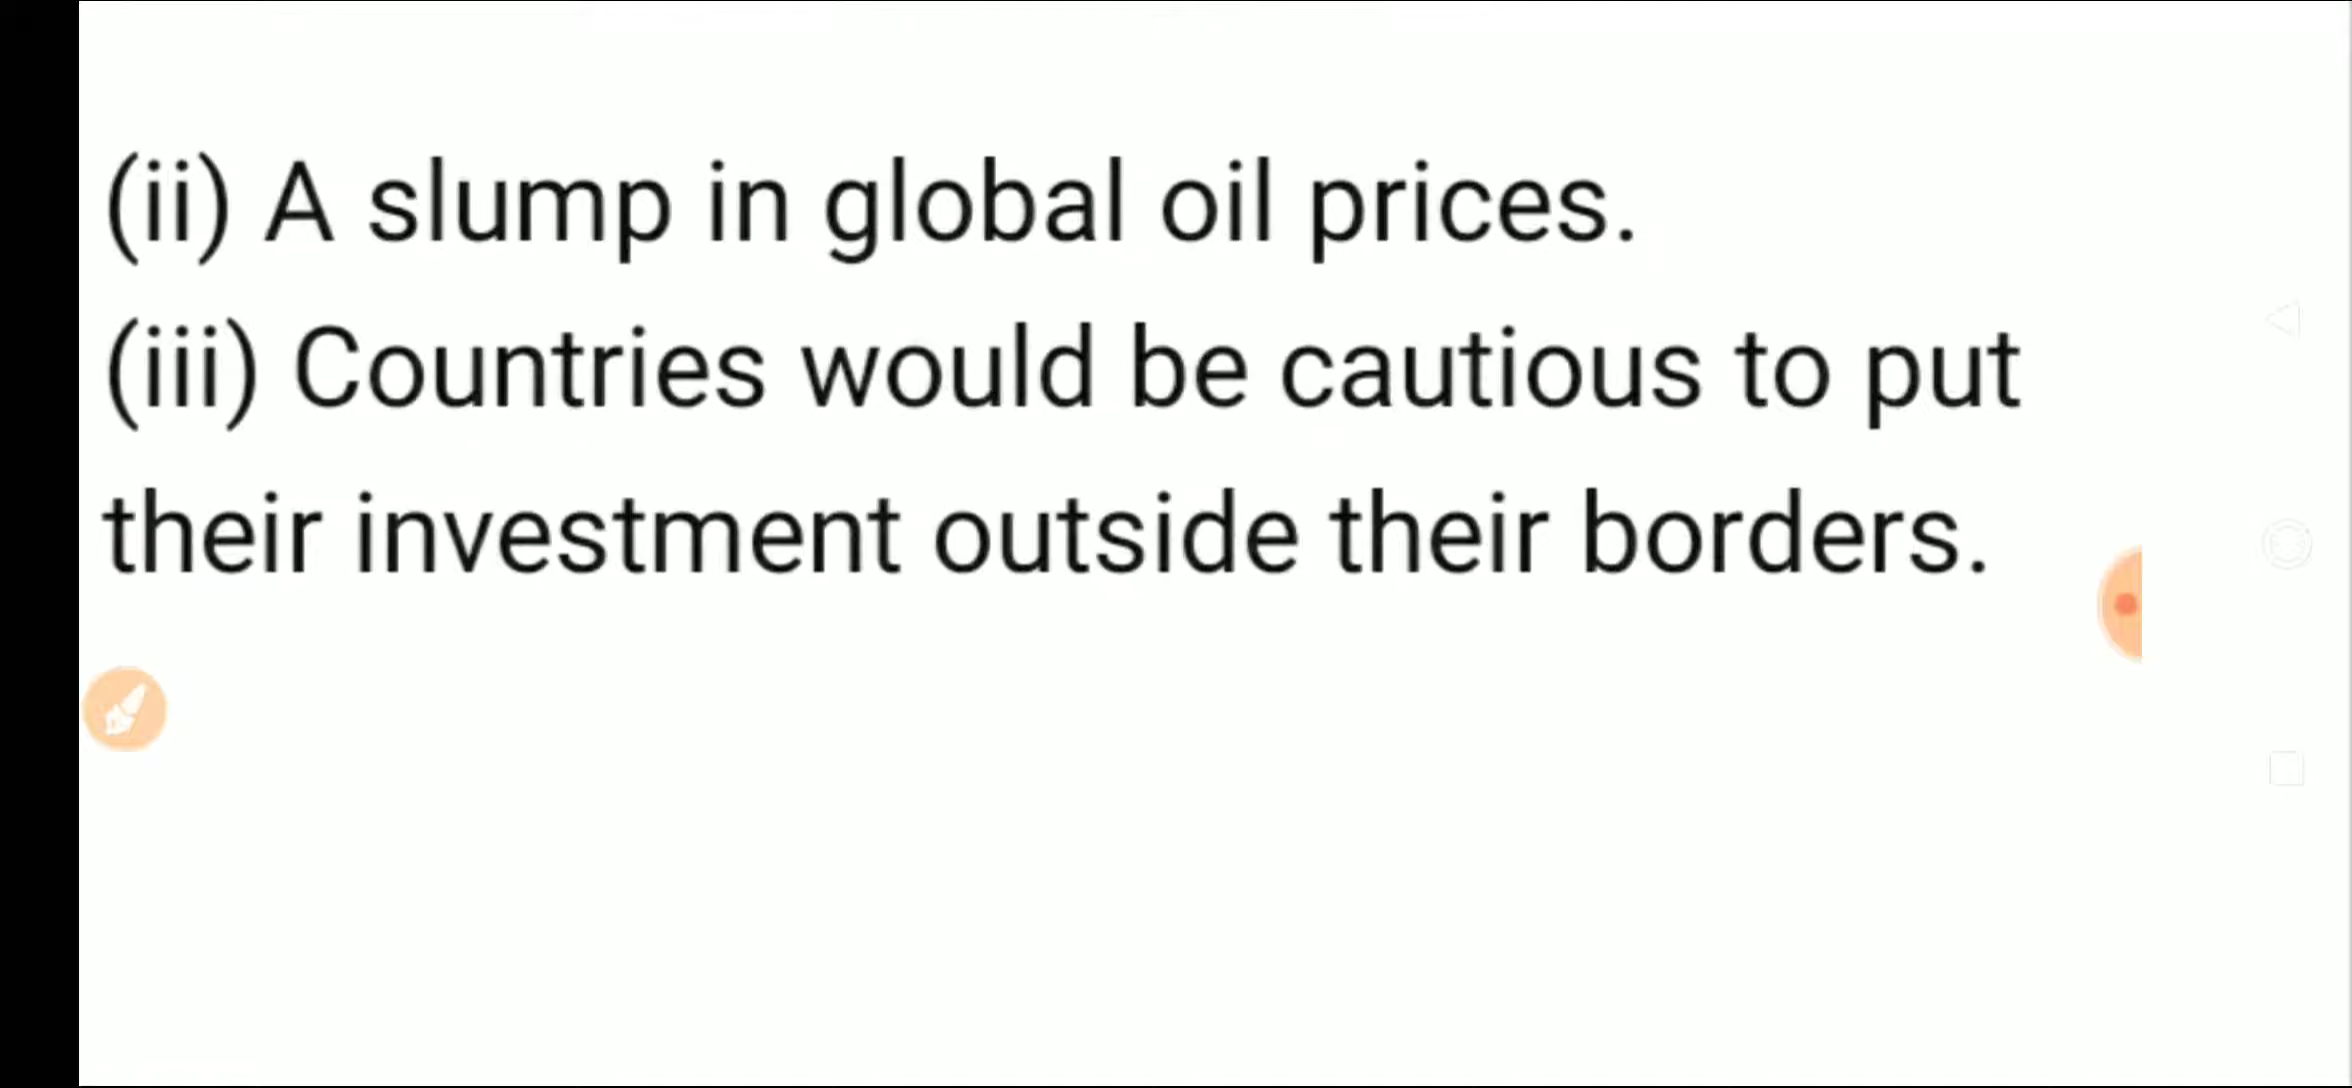 (ii) A slump in global oil prices.
(iii) Countries would be cautious to put
their investment outside their borders.